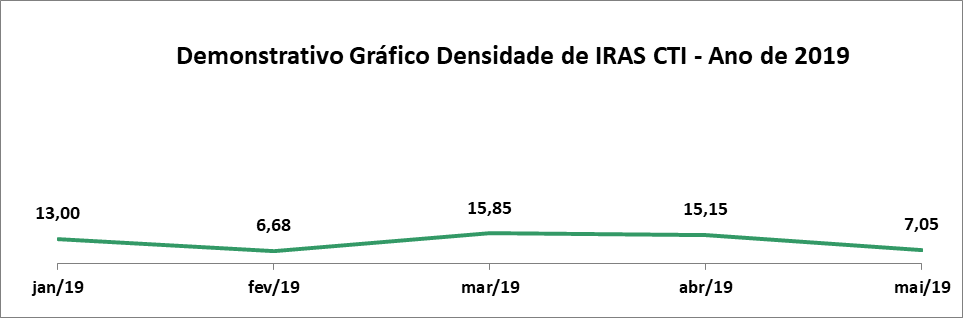 Demonstrativo Gráfico Densidade de IRAS CTI - Ano de 2019
13,00
6,68
15,85
15,15
7,05
jan/19
fev/19
mar/19
abr/19
mai/19